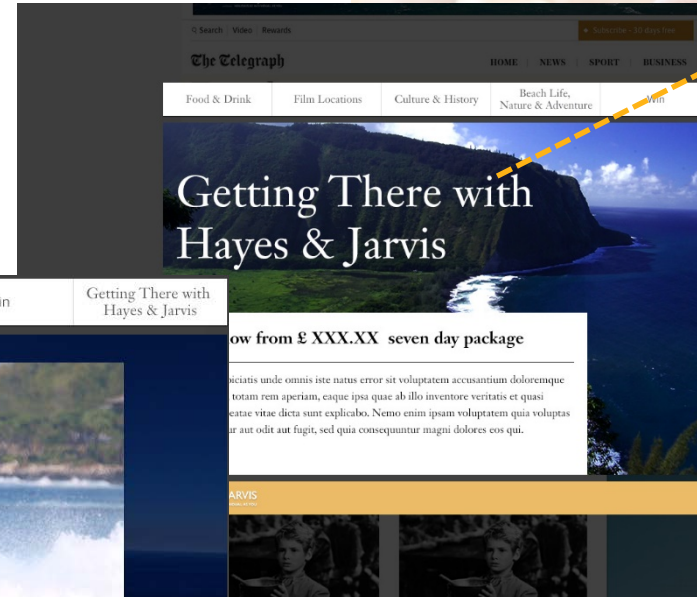 Search Video Rewards
Subscribe - 30 days free
The Telegraph
HOME NEWS SPORT BUSINESS
Food & Drink
Film Locations
Culture & History
Beach Life,
Nature & Adventure
Win
Getting There with
Hayes & Jarvis
in
Getting There with
Hayes & Jarvis
ow from £ XXX.XX seven day package
piciatis unde omnis iste natus error sit voluptatem accusantium doloremque
totam rem aperiam, eaque ipsa quae ab illo inventore veritatis et quasi
eatae vitae dicta sunt explicabo. Nemo enim ipsam voluptatem quia voluptas
ur aut odit aut fugit, sed quia consequuntur magni dolores eos qui.
ARVIS